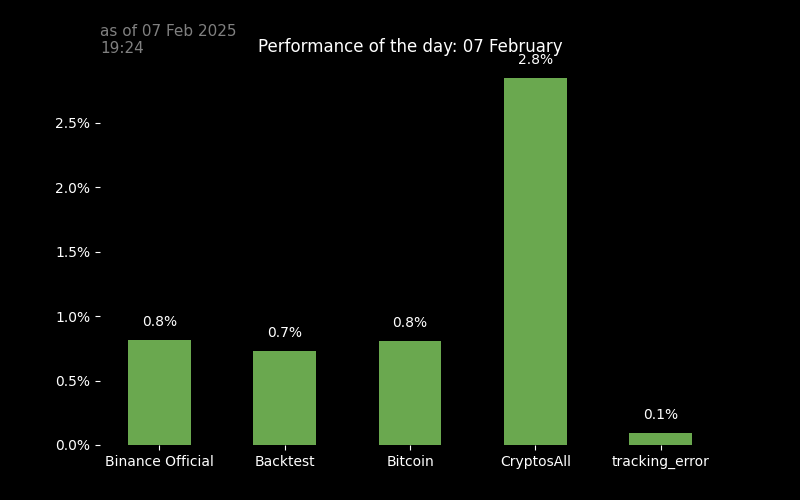 as of 07 Feb 2025
19:24
Performance of the day: 07 February
2.8%
2.5%
2.0%
1.5%
1.0%
0.5%
0.0%
0.8%
0.7%
0.8%
0.1%
Binance Official
Backtest
Bitcoin
CryptosAll
tracking_error